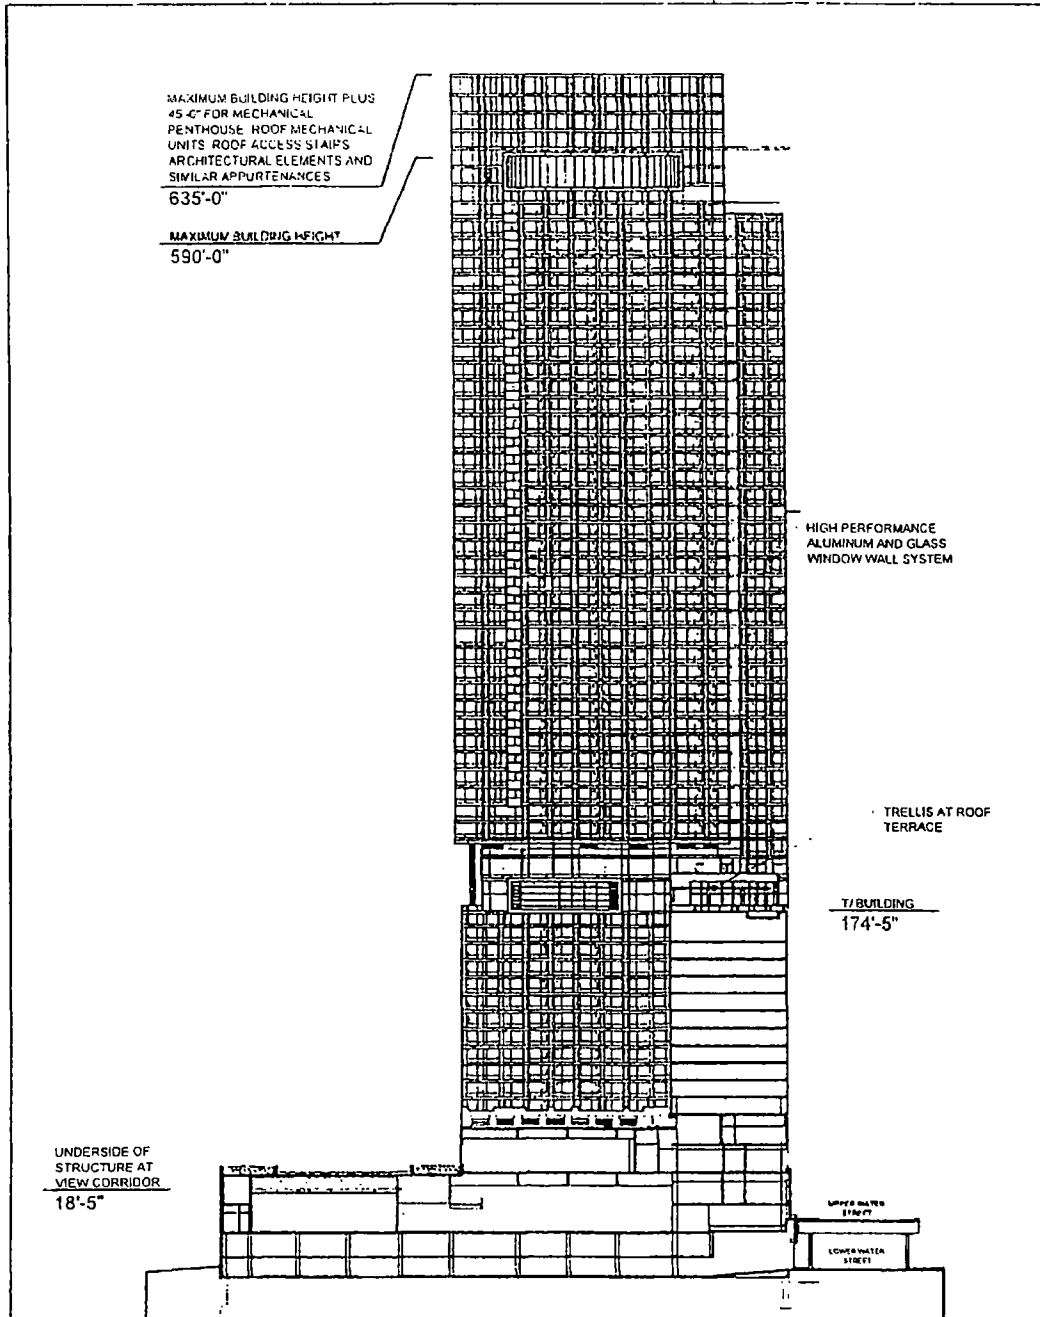 MAXIMUM BUILDING HEIGHT PLUS
45'-0" FOR MECHANICAL
PENTHOUSE ROOF MECHANICAL
UNITS ROOF ACCESS STAIRS
ARCHITECTURAL ELEMENTS AND
SIMILAR APPURTENANCES
635'-0"
MAXIMUM BUILDING HEIGHT
590'-0"
HIGH PERFORMANCE
ALUMINUM AND GLASS
WINDOW WALL SYSTEM
TRELLIS AT ROOF
TERRACE
T/ BUILDING
174'-5"
UNDERSIDE OF
STRUCTURE AT
VIEW CORRIDOR
18'-5"
UPPER WATER
STREET
LOWER WATER
STREET